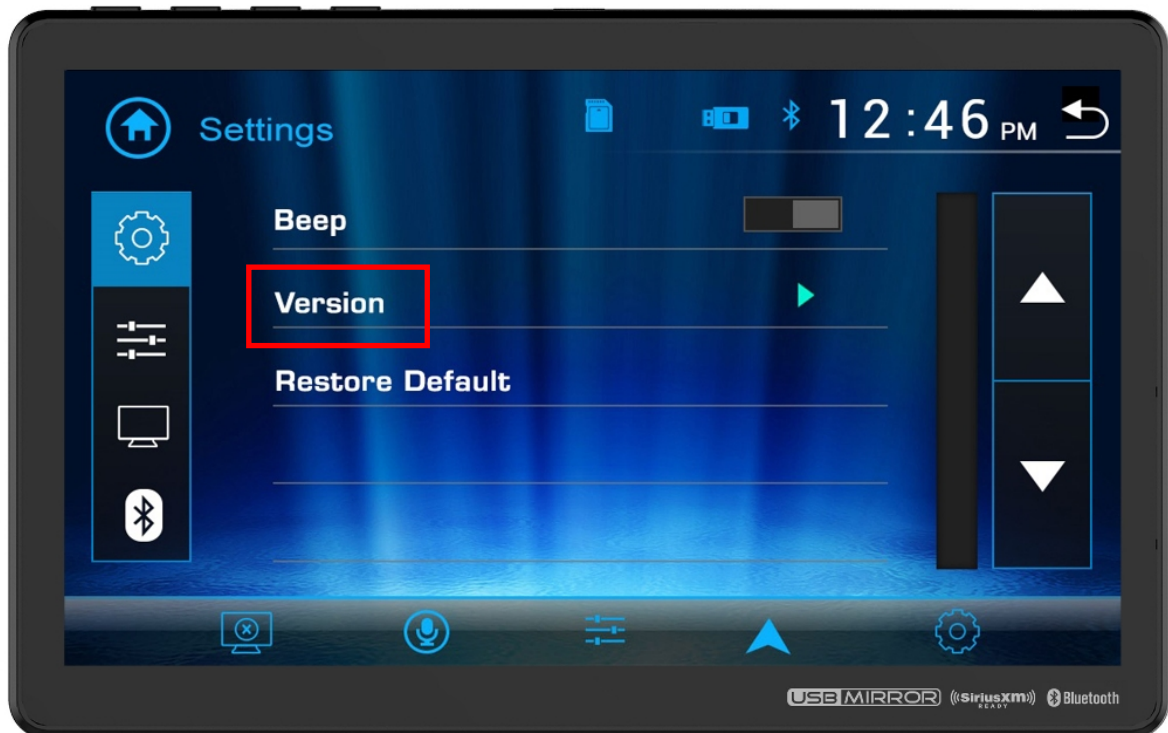 Settings
12:46 PM
Beep
Version
Restore Default
USB MIRROR ((SiriusXM)) READY Bluetooth